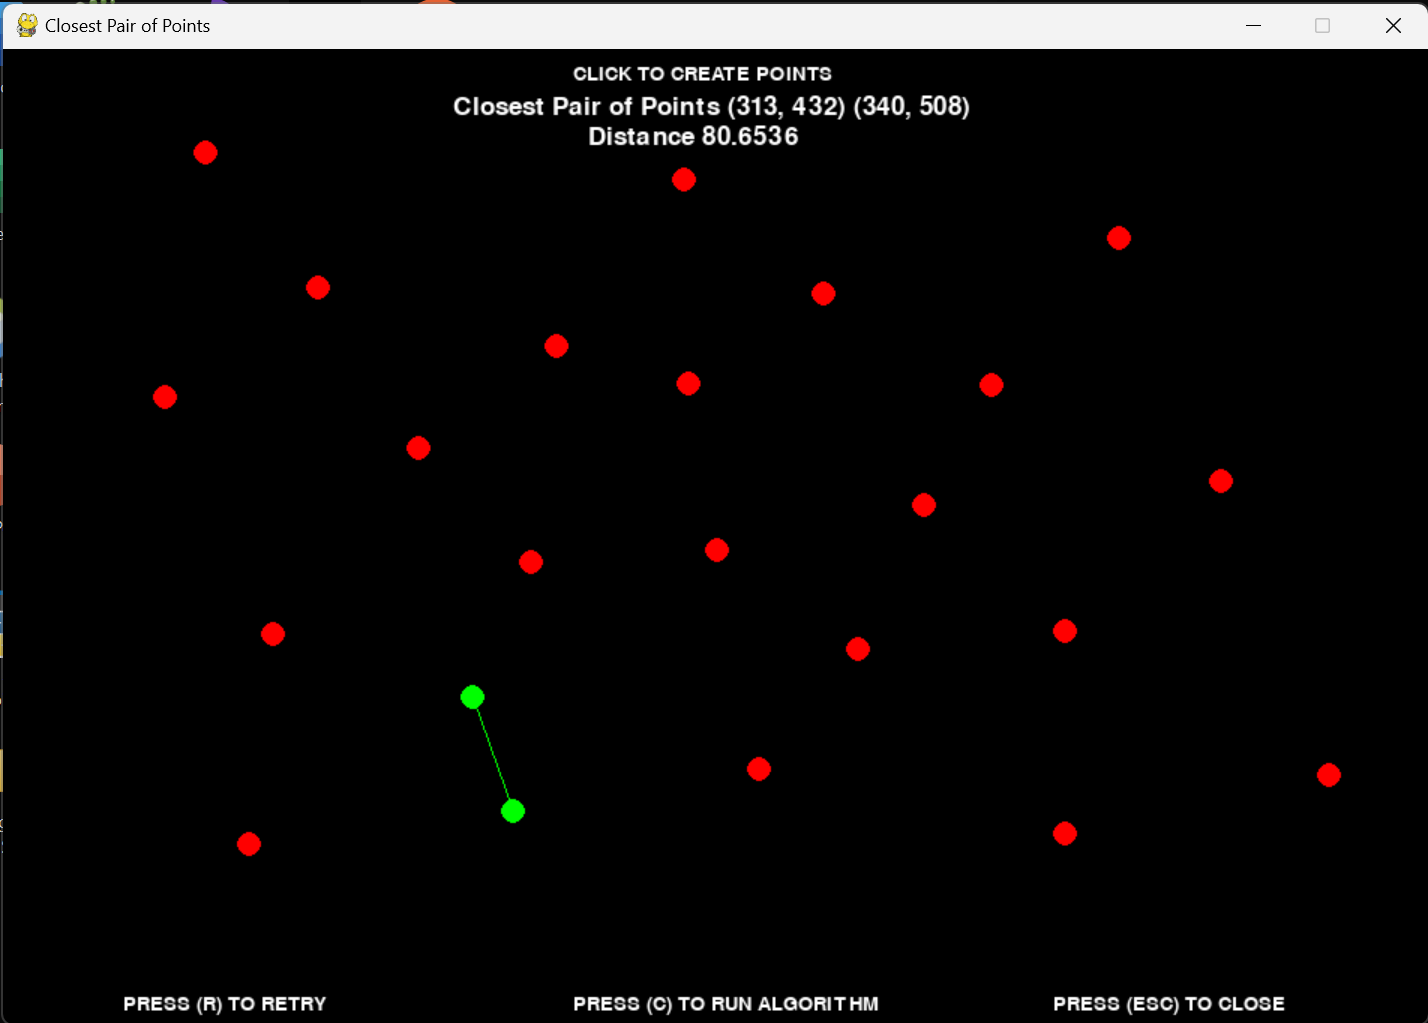 Closest Pair of Points
CLICK TO CREATE POINTS
Closest Pair of Points (313, 432) (340, 508)
Distance 80.6536
PRESS (R) TO RETRY
PRESS (C) TO RUN ALGORITHM
PRESS (ESC) TO CLOSE